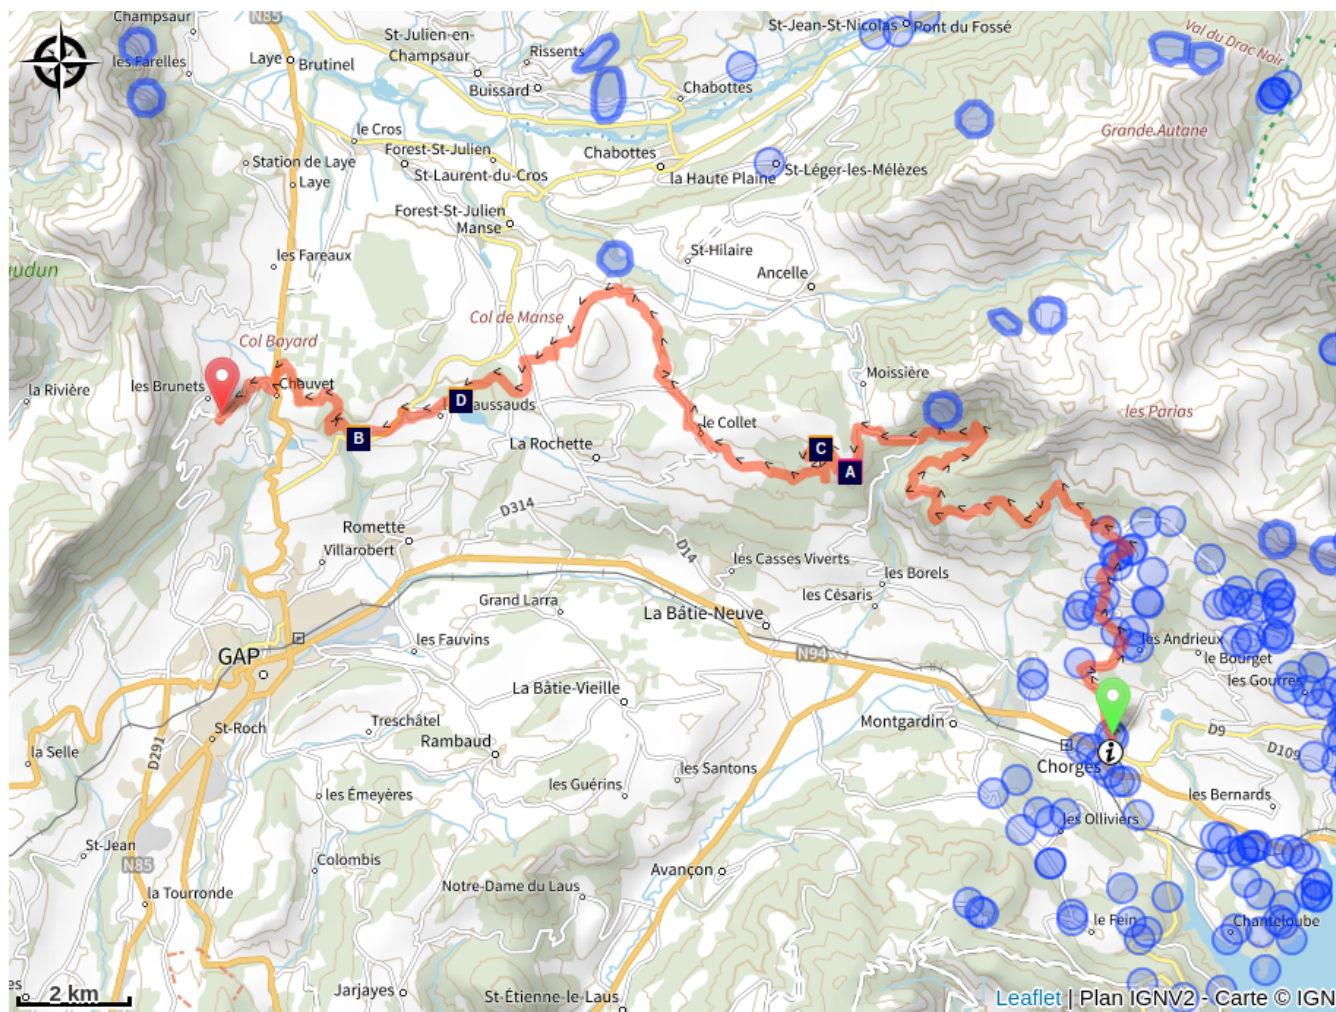 Champsaur
N85
St-Julien-en-
Champsaur
St-Jean-St-Nicolas
Pont du Fossé
Val du Drac Noir
les Farelles
Laye
Brutinel
Rissents
Buissard
Chabottes
Grande Autane
le Cros
Forest-St-Julien
Station de Laye
Laye
St-Laurent-du-Cros
Chabottes
la Haute Plaine
St-Léger-les-Mélèzes
Forest-St-Julien
Manse
les Fareaux
St-Hilaire
Ancelle
Col de Manse
Col Bayard
la Rivière
les Brunets
Chauvet
Moissière
D
aussauds
le Collet
les Parias
B
La Rochette
C
A
D314
Romette
Villarobert
D14
les Casses Viverts
les Borels
les Césaris
Grand Larra
La Bâtie-Neuve
les Fauvins
les Andrieux
le Bourget
GAP
N94
les Gourres
La Bâtie-Vieille
Montgardin
St-Roch
Treschâtel
D9
D109
la Selle
D291
Rambaud
Chorges
i
les Santons
les Guérins
les Émeyères
les Bernards
les Olliviers
St-Jean
N85
Colombis
Avançon
la Tourronde
Notre-Dame du Laus
le Fein
Chanteloube
Jarjayes
St-Étienne-le-Laus
2 km
Leaflet | Plan IGNV2 - Carte © IGN